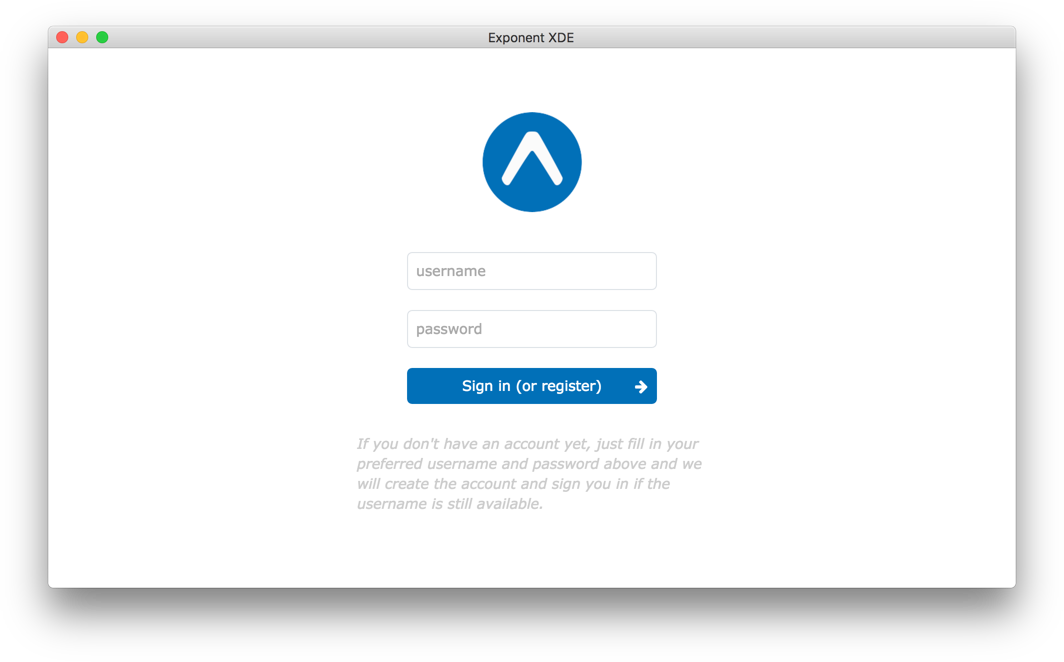 Exponent XDE
username
password
Sign in (or register)
If you don't have an account yet, just fill in your
preferred username and password above and we
will create the account and sign you in if the
username is still available.